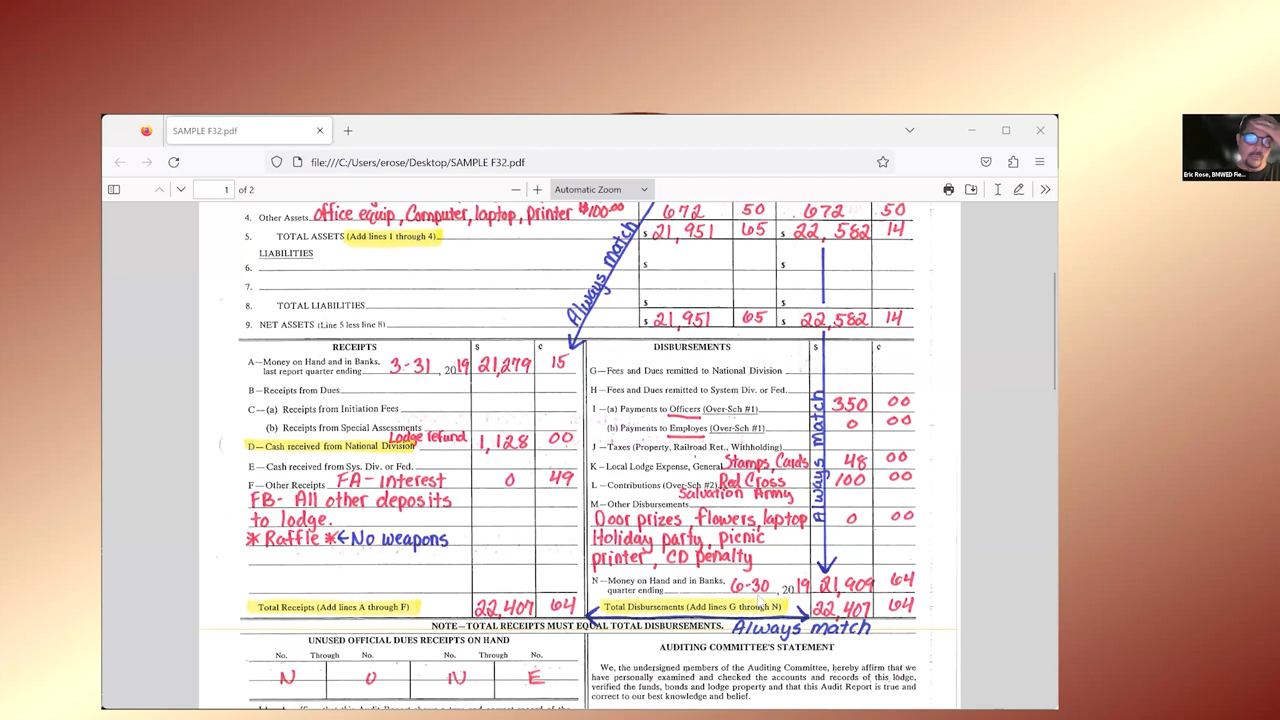 SAMPLE F32.pdf
file:///C:/Users/erose/Desktop/SAMPLE F32.pdf
1 of 2 Automatic Zoom
Eric Rose, BMWED Fie...
4. Other Assets office equip, Computer, laptop, printer $100.00 672 50 672 50
5. TOTAL ASSETS (Add lines 1 through 4) $ 21,951 65 $ 22,582 14
LIABILITIES
6. $ $
7.
8. TOTAL LIABILITIES $ $
9. NET ASSETS (Line 5 less line 8) $ 21,951 65 $ 22,582 14
Always match
RECEIPTS $ ¢
A—Money on Hand and in Banks,
last report quarter ending 3-31, 2019 21,279 15
B—Receipts from Dues
C—(a) Receipts from Initiation Fees
(b) Receipts from Special Assessments
D—Cash received from National Division Lodge refund 1,128 00
E—Cash received from Sys. Div. or Fed.
F—Other Receipts FA - interest 0 49
FB- All other deposits
to lodge.
* Raffle * ← No weapons
Total Receipts (Add lines A through F) 22,407 64
DISBURSEMENTS $ ¢
G—Fees and Dues remitted to National Division
H—Fees and Dues remitted to System Div. or Fed.
I—(a) Payments to Officers (Over-Sch #1) 350 00
(b) Payments to Employes (Over-Sch #1) 0 00
J—Taxes (Property, Railroad Ret., Withholding)
K—Local Lodge Expense, General Stamps, Cards 48 00
L—Contributions (Over-Sch #2) Red Cross 100 00
Salvation Army
M—Other Disbursements
Door prizes flowers, laptop 0 00
Holiday party, picnic
printer, CD penalty
N—Money on Hand and in Banks,
quarter ending 6-30, 2019 21,909 64
Total Disbursements (Add lines G through N) 22,407 64
Always match
NOTE—TOTAL RECEIPTS MUST EQUAL TOTAL DISBURSEMENTS.
Always match
UNUSED OFFICIAL DUES RECEIPTS ON HAND
No. Through No. Through No.
N O N E
AUDITING COMMITTEE'S STATEMENT
We, the undersigned members of the Auditing Committee, hereby affirm that we
have personally examined and checked the accounts and records of this lodge,
verified the funds, bonds and lodge property and that this Audit Report is true and
correct to our best knowledge and belief.